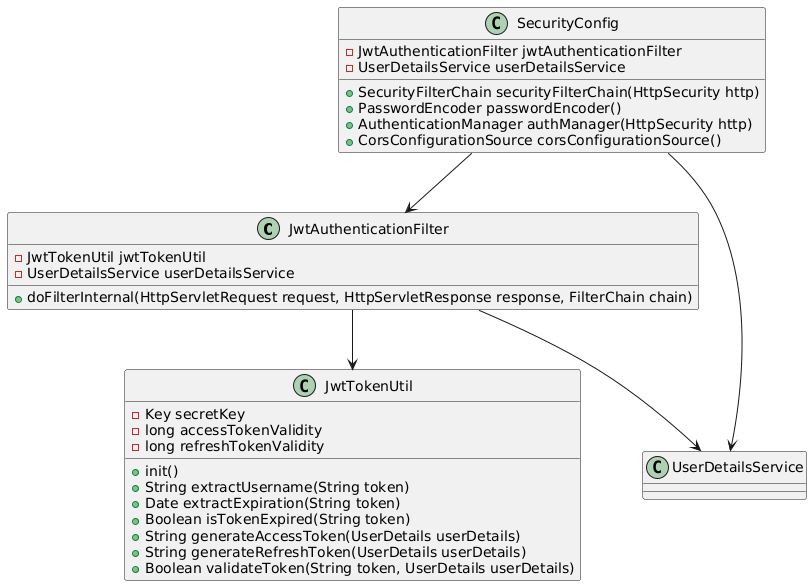 C SecurityConfig
JwtAuthenticationFilter jwtAuthenticationFilter
UserDetailsService userDetailsService
SecurityFilterChain securityFilterChain(HttpSecurity http)
PasswordEncoder passwordEncoder()
AuthenticationManager authManager(HttpSecurity http)
CorsConfigurationSource corsConfigurationSource()
C JwtAuthenticationFilter
JwtTokenUtil jwtTokenUtil
UserDetailsService userDetailsService
doFilterInternal(HttpServletRequest request, HttpServletResponse response, FilterChain chain)
C JwtTokenUtil
Key secretKey
long accessTokenValidity
long refreshTokenValidity
init()
String extractUsername(String token)
Date extractExpiration(String token)
Boolean isTokenExpired(String token)
String generateAccessToken(UserDetails userDetails)
String generateRefreshToken(UserDetails userDetails)
Boolean validateToken(String token, UserDetails userDetails)
C UserDetailsService